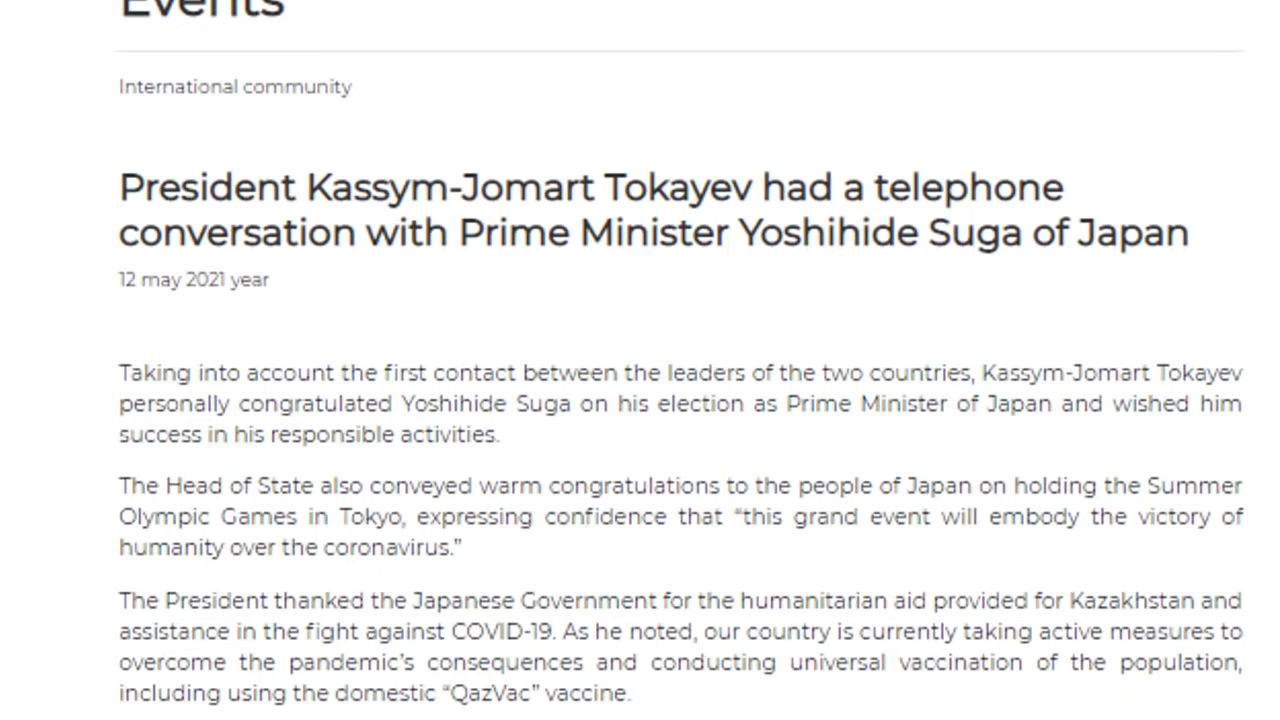 Events
International community
President Kassym-Jomart Tokayev had a telephone
conversation with Prime Minister Yoshihide Suga of Japan
12 may 2021 year
Taking into account the first contact between the leaders of the two countries, Kassym-Jomart Tokayev
personally congratulated Yoshihide Suga on his election as Prime Minister of Japan and wished him
success in his responsible activities.
The Head of State also conveyed warm congratulations to the people of Japan on holding the Summer
Olympic Games in Tokyo, expressing confidence that “this grand event will embody the victory of
humanity over the coronavirus.”
The President thanked the Japanese Government for the humanitarian aid provided for Kazakhstan and
assistance in the fight against COVID-19. As he noted, our country is currently taking active measures to
overcome the pandemic’s consequences and conducting universal vaccination of the population,
including using the domestic “QazVac” vaccine.